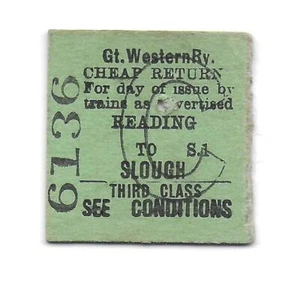 6136
Gt. Western Ry.
CHEAP RETURN
For day of issue by
trains as advertised
READING
TO S.1
SLOUGH
THIRD CLASS
SEE CONDITIONS
C